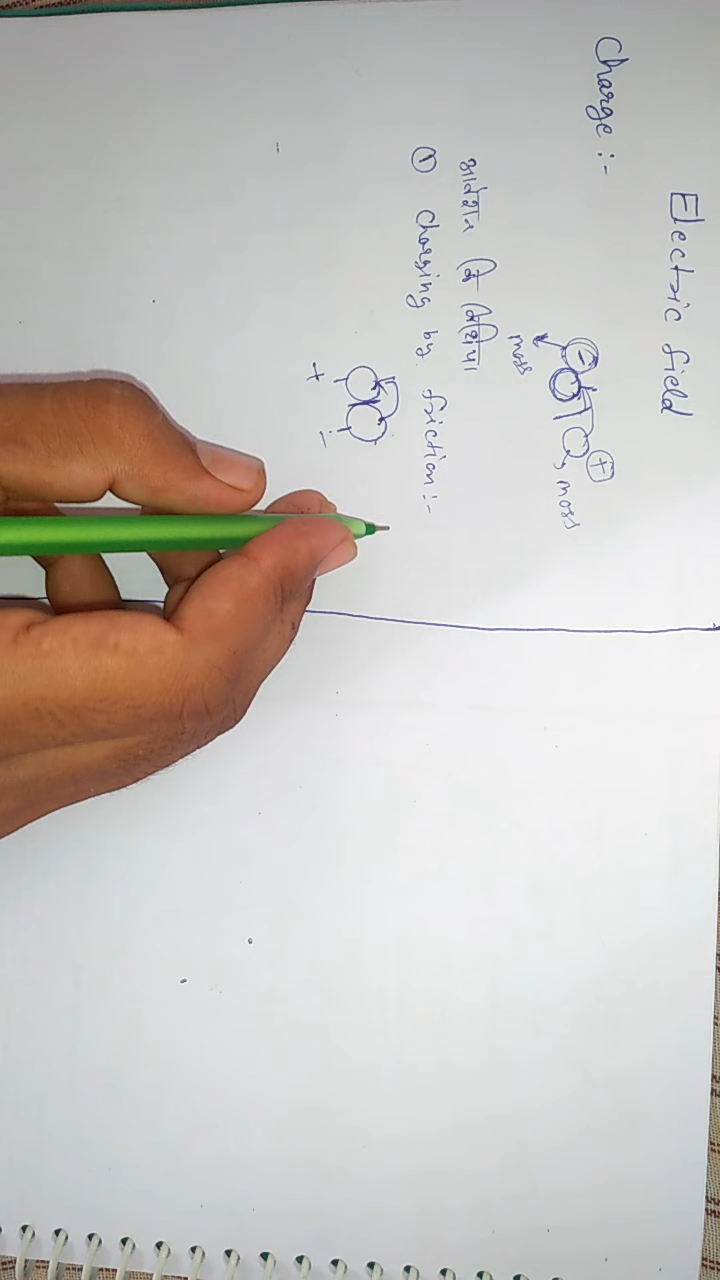 Electric field
Charge :-
+
, mass
-
mass
आवेशन कि विधिया
① Charging by friction :-
+ -